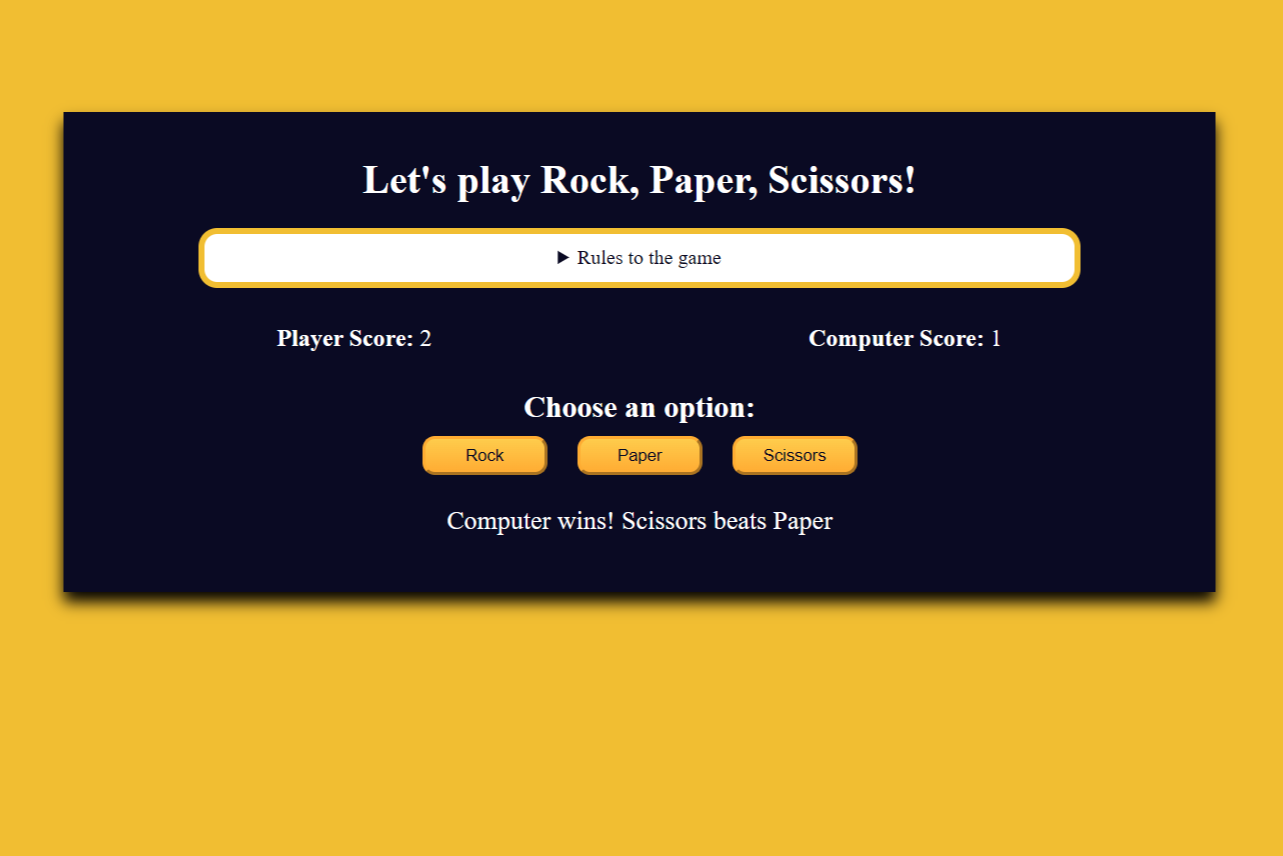 Let's play Rock, Paper, Scissors!
Rules to the game
Player Score: 2 Computer Score: 1
Choose an option:
Rock Paper Scissors
Computer wins! Scissors beats Paper